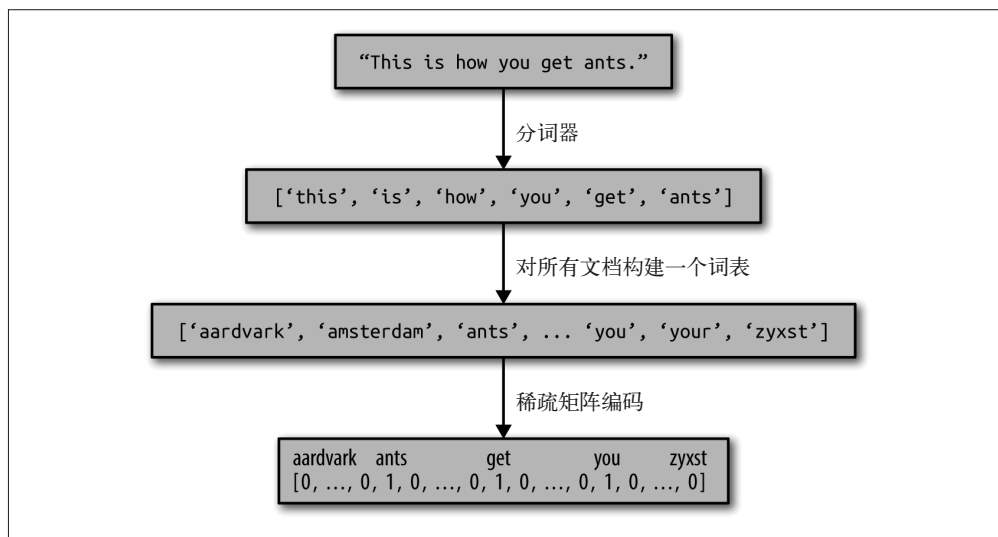 “This is how you get ants.”
分词器
[‘this’, ‘is’, ‘how’, ‘you’, ‘get’, ‘ants’]
对所有文档构建一个词表
[‘aardvark’, ‘amsterdam’, ‘ants’, ... ‘you’, ‘your’, ‘zyxst’]
稀疏矩阵编码
aardvark ants get you zyxst
[0, ..., 0, 1, 0, ..., 0, 1, 0, ..., 0, 1, 0, ..., 0]